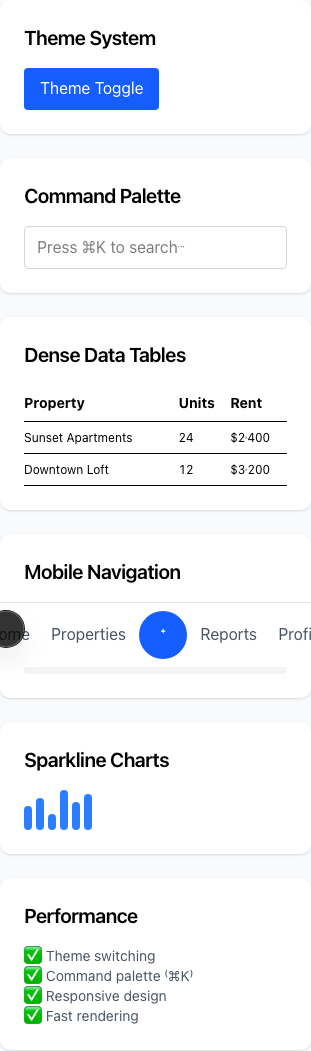 Theme System
Theme Toggle
Command Palette
Press ⌘K to search…
Dense Data Tables
Property Units Rent
Sunset Apartments 24 $2,400
Downtown Loft 12 $3,200
Mobile Navigation
ome Properties + Reports Profi
Sparkline Charts
Performance
✅ Theme switching
✅ Command palette (⌘K)
✅ Responsive design
✅ Fast rendering